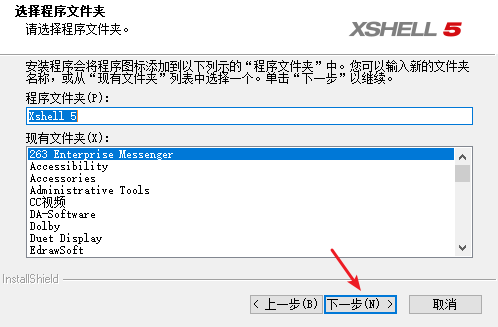 选择程序文件夹
请选择程序文件夹。
XSHELL 5
安装程序会将程序图标添加到以下列示的“程序文件夹”中。您可以输入新的文件夹
名称，或从“现有文件夹”列表中选择一个。单击“下一步”以继续。
程序文件夹(P)：
Xshell 5
现有文件夹(X)：
263 Enterprise Messenger
Accessibility
Accessories
Administrative Tools
CC视频
DA-Software
Dolby
Duet Display
EdrawSoft
InstallShield
< 上一步(B) 下一步(N) > 取消